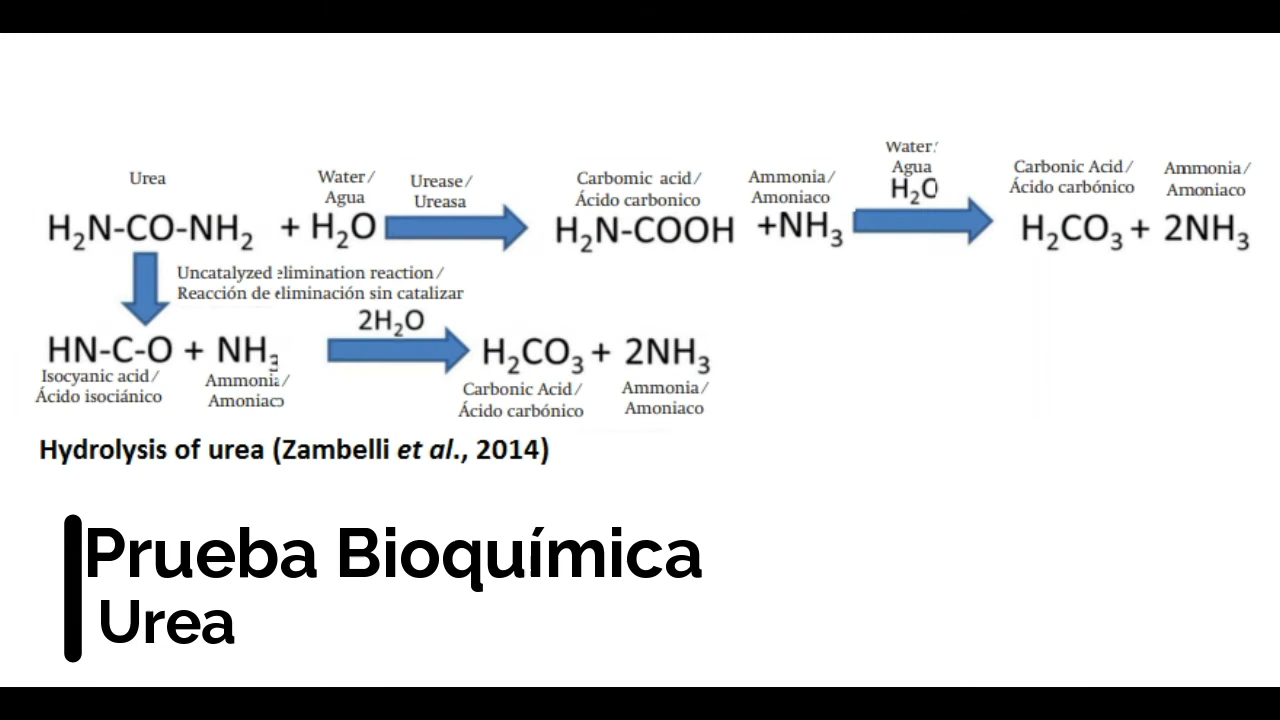 Urea
Water/
Agua
Urease/
Ureasa
Carbomic acid/
Ácido carbonico
Ammonia/
Amoniaco
Water/
Agua
H₂O
Carbonic Acid/
Ácido carbónico
Ammonia/
Amoniaco
H₂N-CO-NH₂ + H₂O
H₂N-COOH +NH₃
H₂CO₃ + 2NH₃
Uncatalyzed elimination reaction/
Reacción de eliminación sin catalizar
2H₂O
HN-C-O + NH₃
H₂CO₃ + 2NH₃
Isocyanic acid/
Ácido isociánico
Ammonia/
Amoniaco
Carbonic Acid/
Ácido carbónico
Ammonia/
Amoniaco
Hydrolysis of urea (Zambelli et al., 2014)
Prueba Bioquímica
Urea